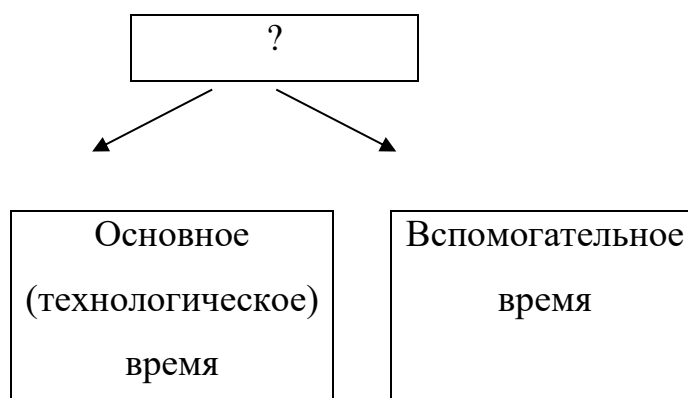 ?
Основное
(технологическое)
время
Вспомогательное
время